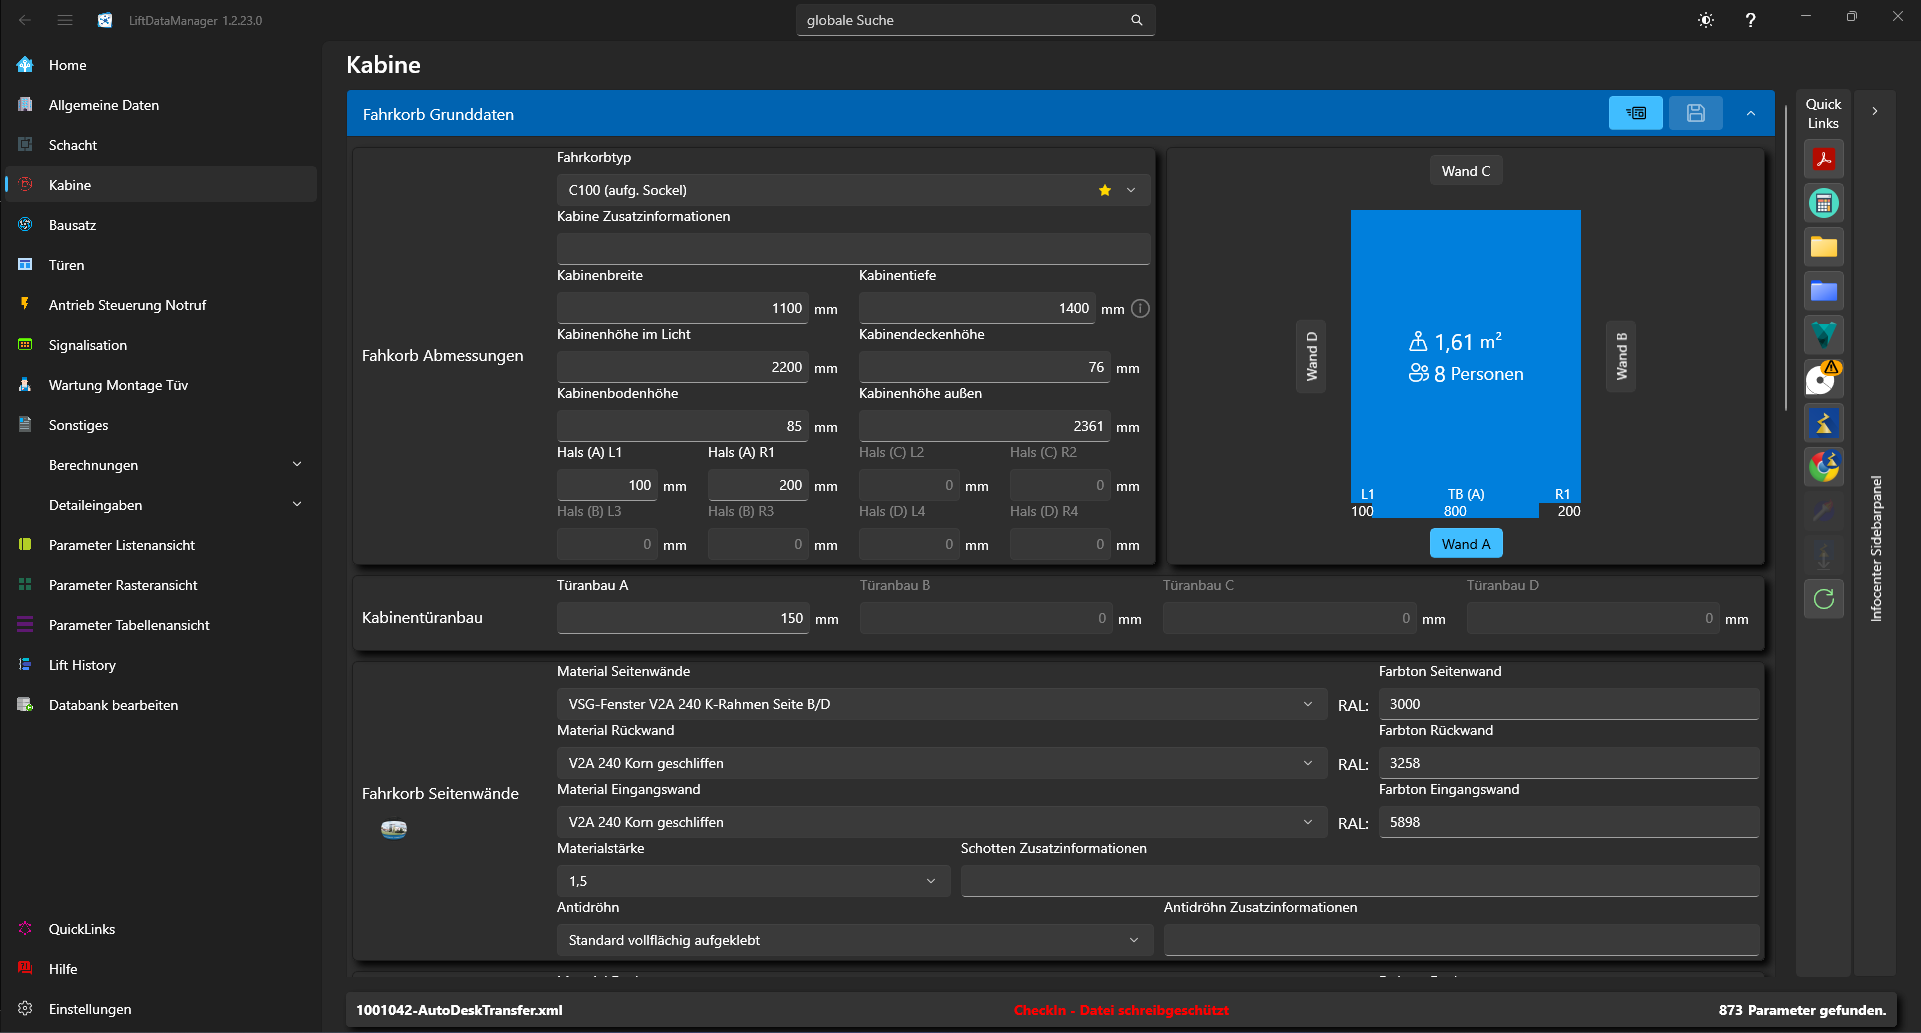 LiftDataManager 1.2.23.0
globale Suche
?
Home
Allgemeine Daten
Schacht
Kabine
Bausatz
Türen
Antrieb Steuerung Notruf
Signalisation
Wartung Montage Tüv
Sonstiges
Berechnungen
Detaileingaben
Parameter Listenansicht
Parameter Rasteransicht
Parameter Tabellenansicht
Lift History
Databank bearbeiten
QuickLinks
Hilfe
Einstellungen
Kabine
Fahrkorb Grunddaten
Fahkorb Abmessungen
Fahrkorbtyp
C100 (aufg. Sockel)
Kabine Zusatzinformationen
Kabinenbreite Kabinentiefe
1100 mm 1400 mm
Kabinenhöhe im Licht Kabinendeckenhöhe
2200 mm 76 mm
Kabinenbodenhöhe Kabinenhöhe außen
85 mm 2361 mm
Hals (A) L1 Hals (A) R1 Hals (C) L2 Hals (C) R2
100 mm 200 mm 0 mm 0 mm
Hals (B) L3 Hals (B) R3 Hals (D) L4 Hals (D) R4
0 mm 0 mm 0 mm 0 mm
Wand C
Wand D
1,61 m²
8 Personen
Wand B
L1 TB (A) R1
100 800 200
Wand A
Kabinentüranbau
Türanbau A Türanbau B Türanbau C Türanbau D
150 mm 0 mm 0 mm 0 mm
Fahrkorb Seitenwände
Material Seitenwände Farbton Seitenwand
VSG-Fenster V2A 240 K-Rahmen Seite B/D RAL: 3000
Material Rückwand Farbton Rückwand
V2A 240 Korn geschliffen RAL: 3258
Material Eingangswand Farbton Eingangswand
V2A 240 Korn geschliffen RAL: 5898
Materialstärke Schotten Zusatzinformationen
1,5
Antidröhn Antidröhn Zusatzinformationen
Standard vollflächig aufgeklebt
Quick
Links
Infocenter Sidebarpanel
1001042-AutoDeskTransfer.xml
CheckIn - Datei schreibgeschützt
873 Parameter gefunden.